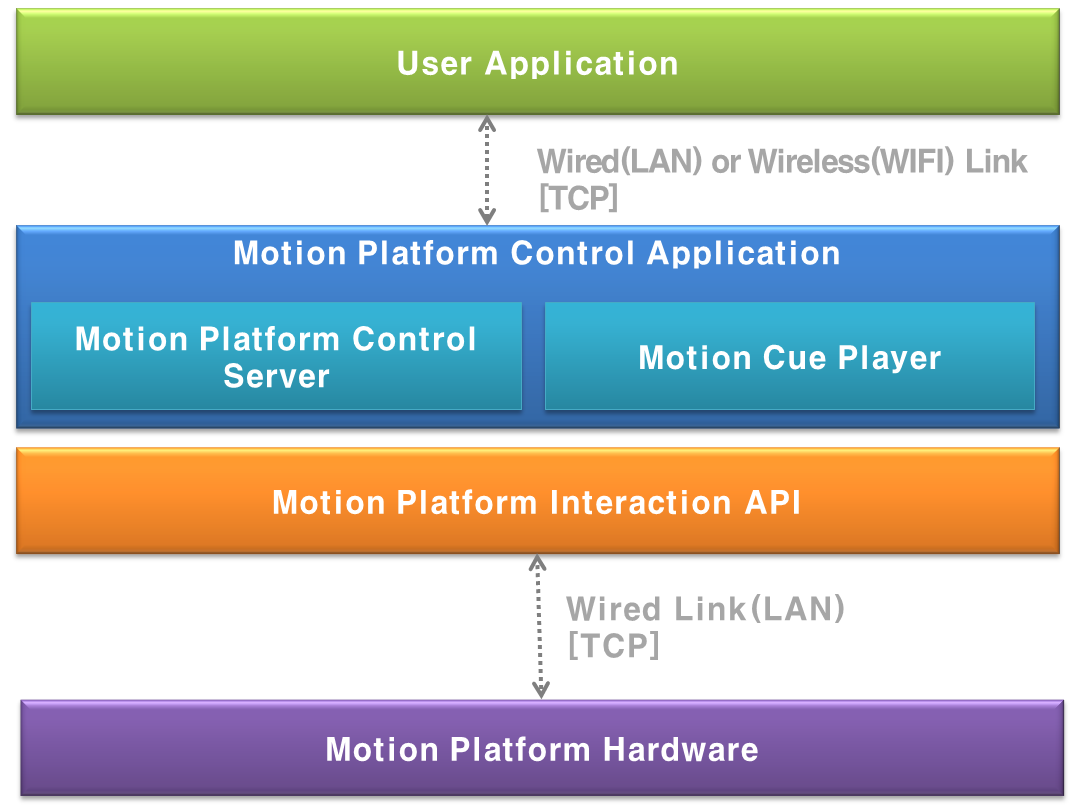 User Application
Wired(LAN) or Wireless(WIFI) Link
[TCP]
Motion Platform Control Application
Motion Platform Control
Server
Motion Cue Player
Motion Platform Interaction API
Wired Link(LAN)
[TCP]
Motion Platform Hardware